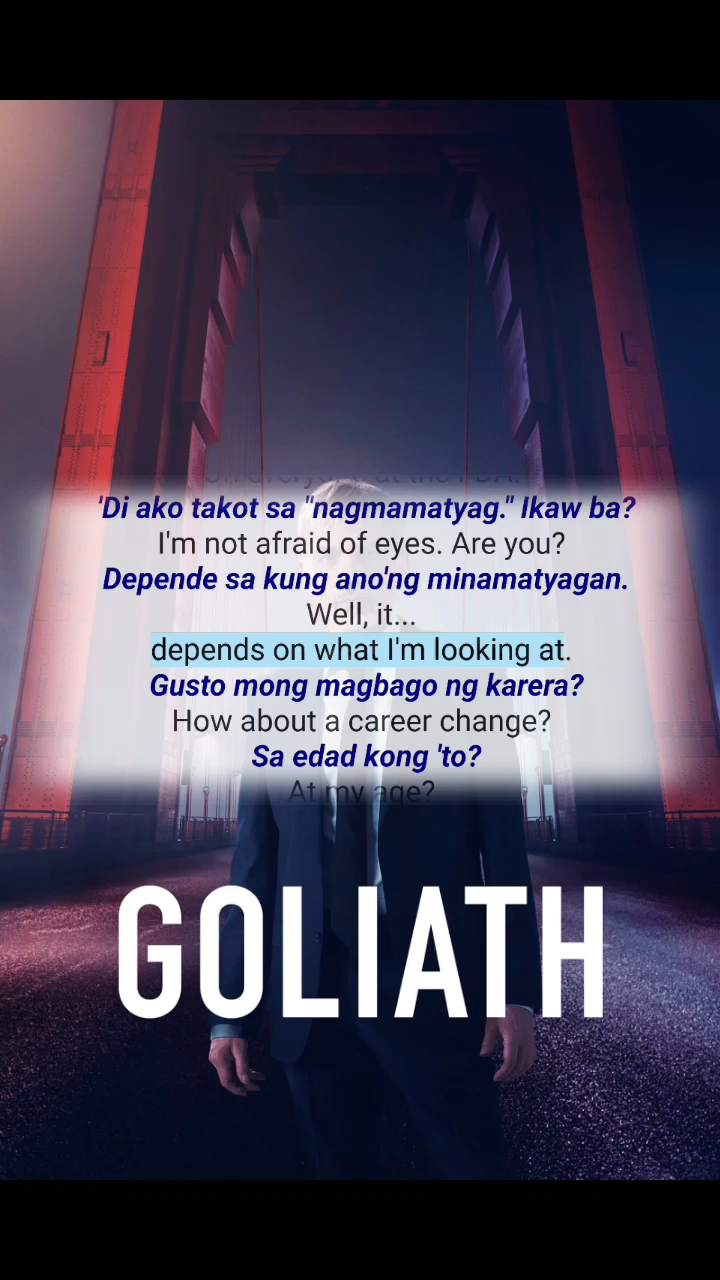 'Di ako takot sa "nagmamatyag." Ikaw ba?
I'm not afraid of eyes. Are you?
Depende sa kung ano'ng minamatyagan.
Well, it...
depends on what I'm looking at.
Gusto mong magbago ng karera?
How about a career change?
Sa edad kong 'to?
At my age?
GOLIATH